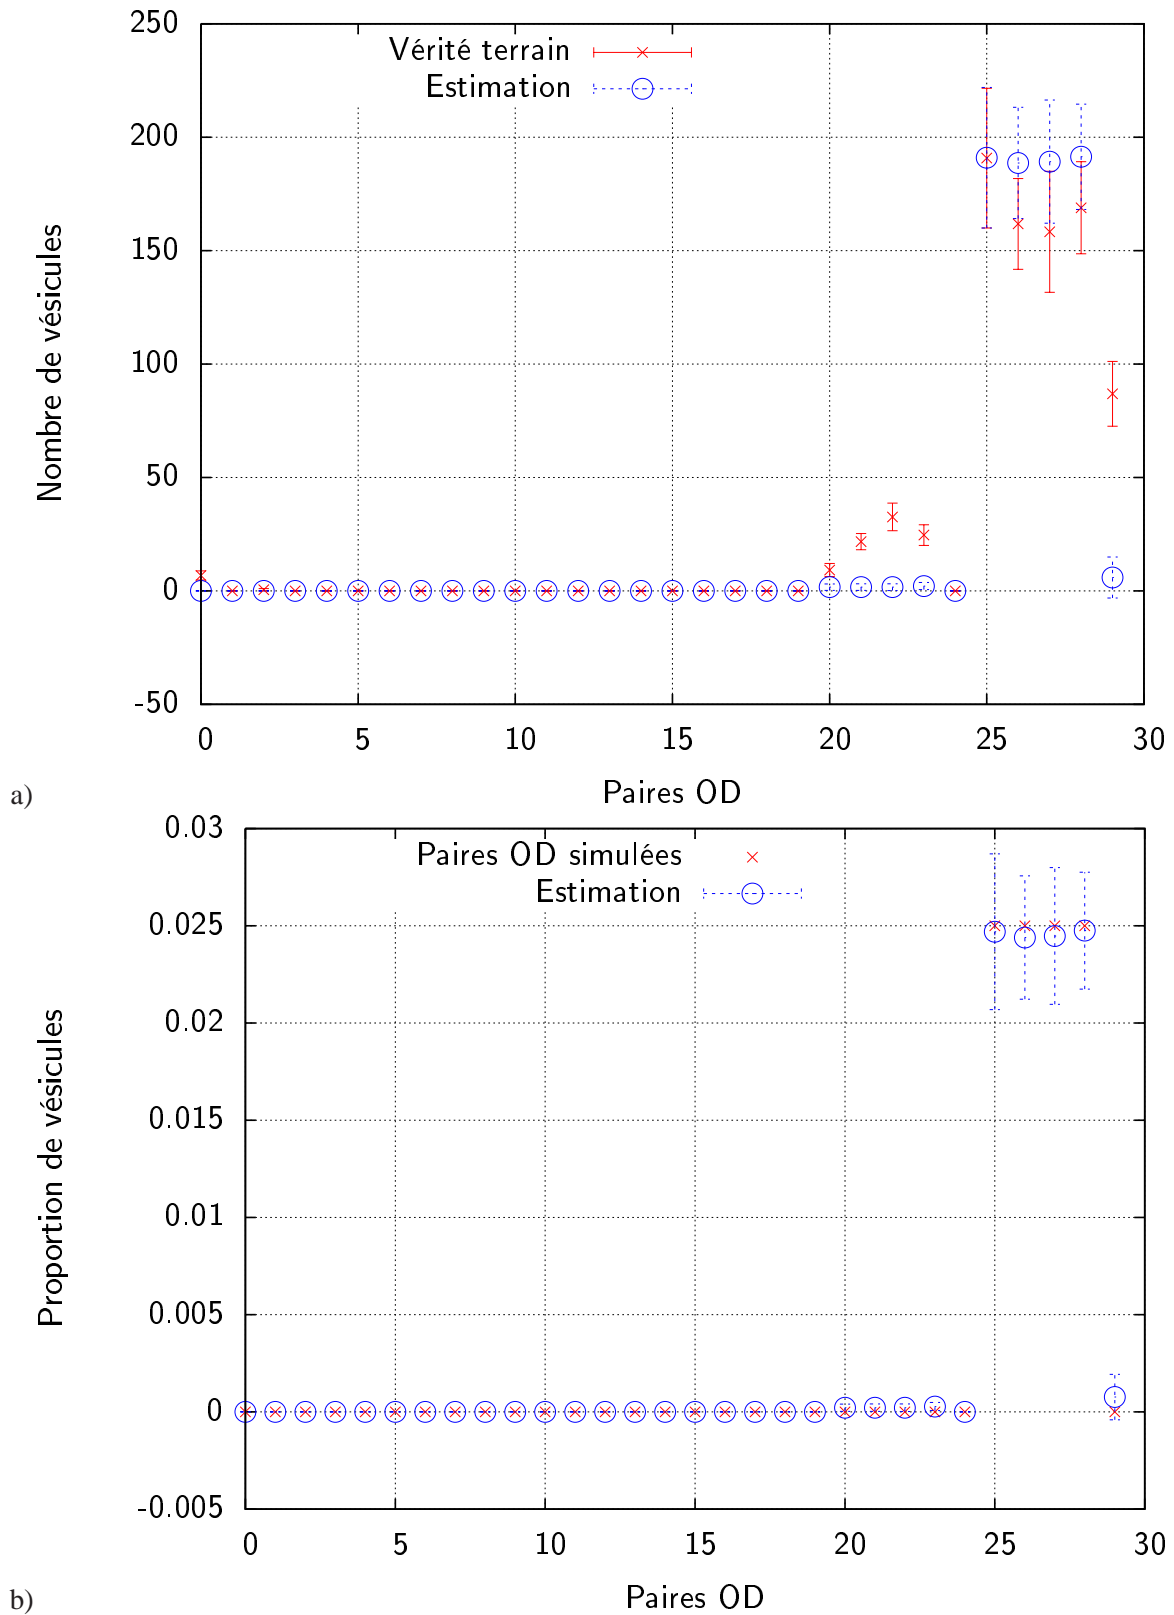 250
200
150
100
50
0
-50
Nombre de vésicules
Vérité terrain
Estimation
0 5 10 15 20 25 30
Paires OD
a)
0.03
0.025
0.02
0.015
0.01
0.005
0
-0.005
Proportion de vésicules
Paires OD simulées
Estimation
0 5 10 15 20 25 30
Paires OD
b)